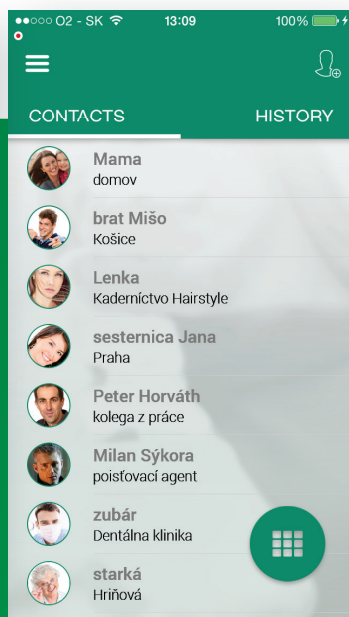 O2 - SK 13:09 100%
CONTACTS HISTORY
Mama
domov
brat Mišo
Košice
Lenka
Kaderníctvo Hairstyle
sesternica Jana
Praha
Peter Horváth
kolega z práce
Milan Sýkora
poisťovací agent
zubár
Dentálna klinika
starká
Hriňová